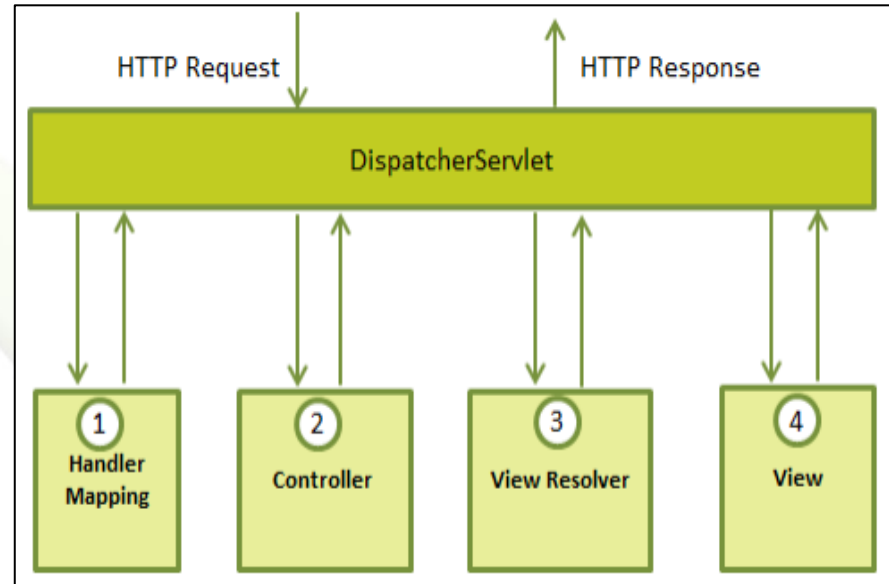 HTTP Request
HTTP Response
DispatcherServlet
1
Handler
Mapping
2
Controller
3
View Resolver
4
View